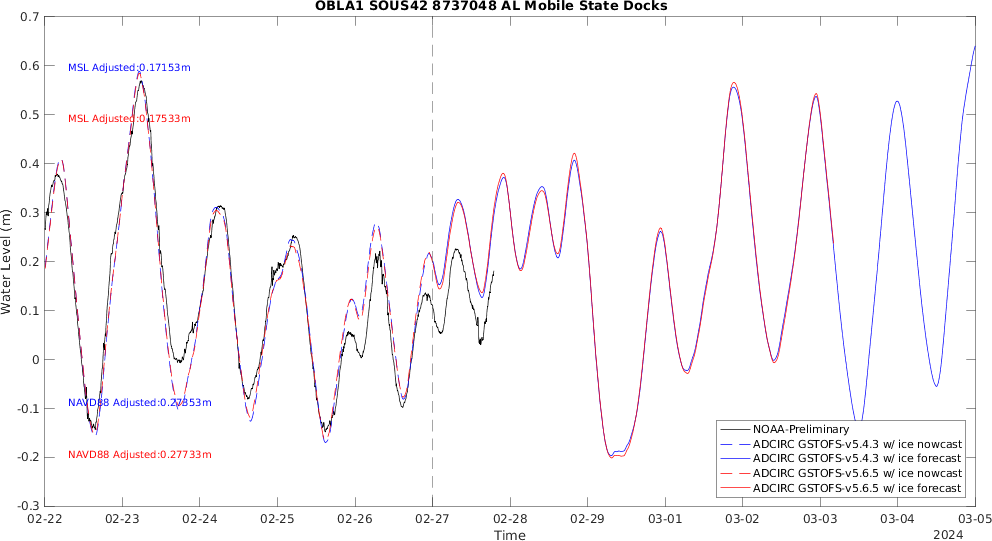 OBLA1 SOUS42 8737048 AL Mobile State Docks
0.7
0.6
0.5
0.4
0.3
0.2
0.1
0
-0.1
-0.2
-0.3
Water Level (m)
MSL Adjusted:0.17153m
MSL Adjusted:0.17533m
NAVD88 Adjusted:0.27353m
NAVD88 Adjusted:0.27733m
NOAA-Preliminary
ADCIRC GSTOFS-v5.4.3 w/ ice nowcast
ADCIRC GSTOFS-v5.4.3 w/ ice forecast
ADCIRC GSTOFS-v5.6.5 w/ ice nowcast
ADCIRC GSTOFS-v5.6.5 w/ ice forecast
02-22 02-23 02-24 02-25 02-26 02-27 02-28 02-29 03-01 03-02 03-03 03-04 03-05
Time
2024